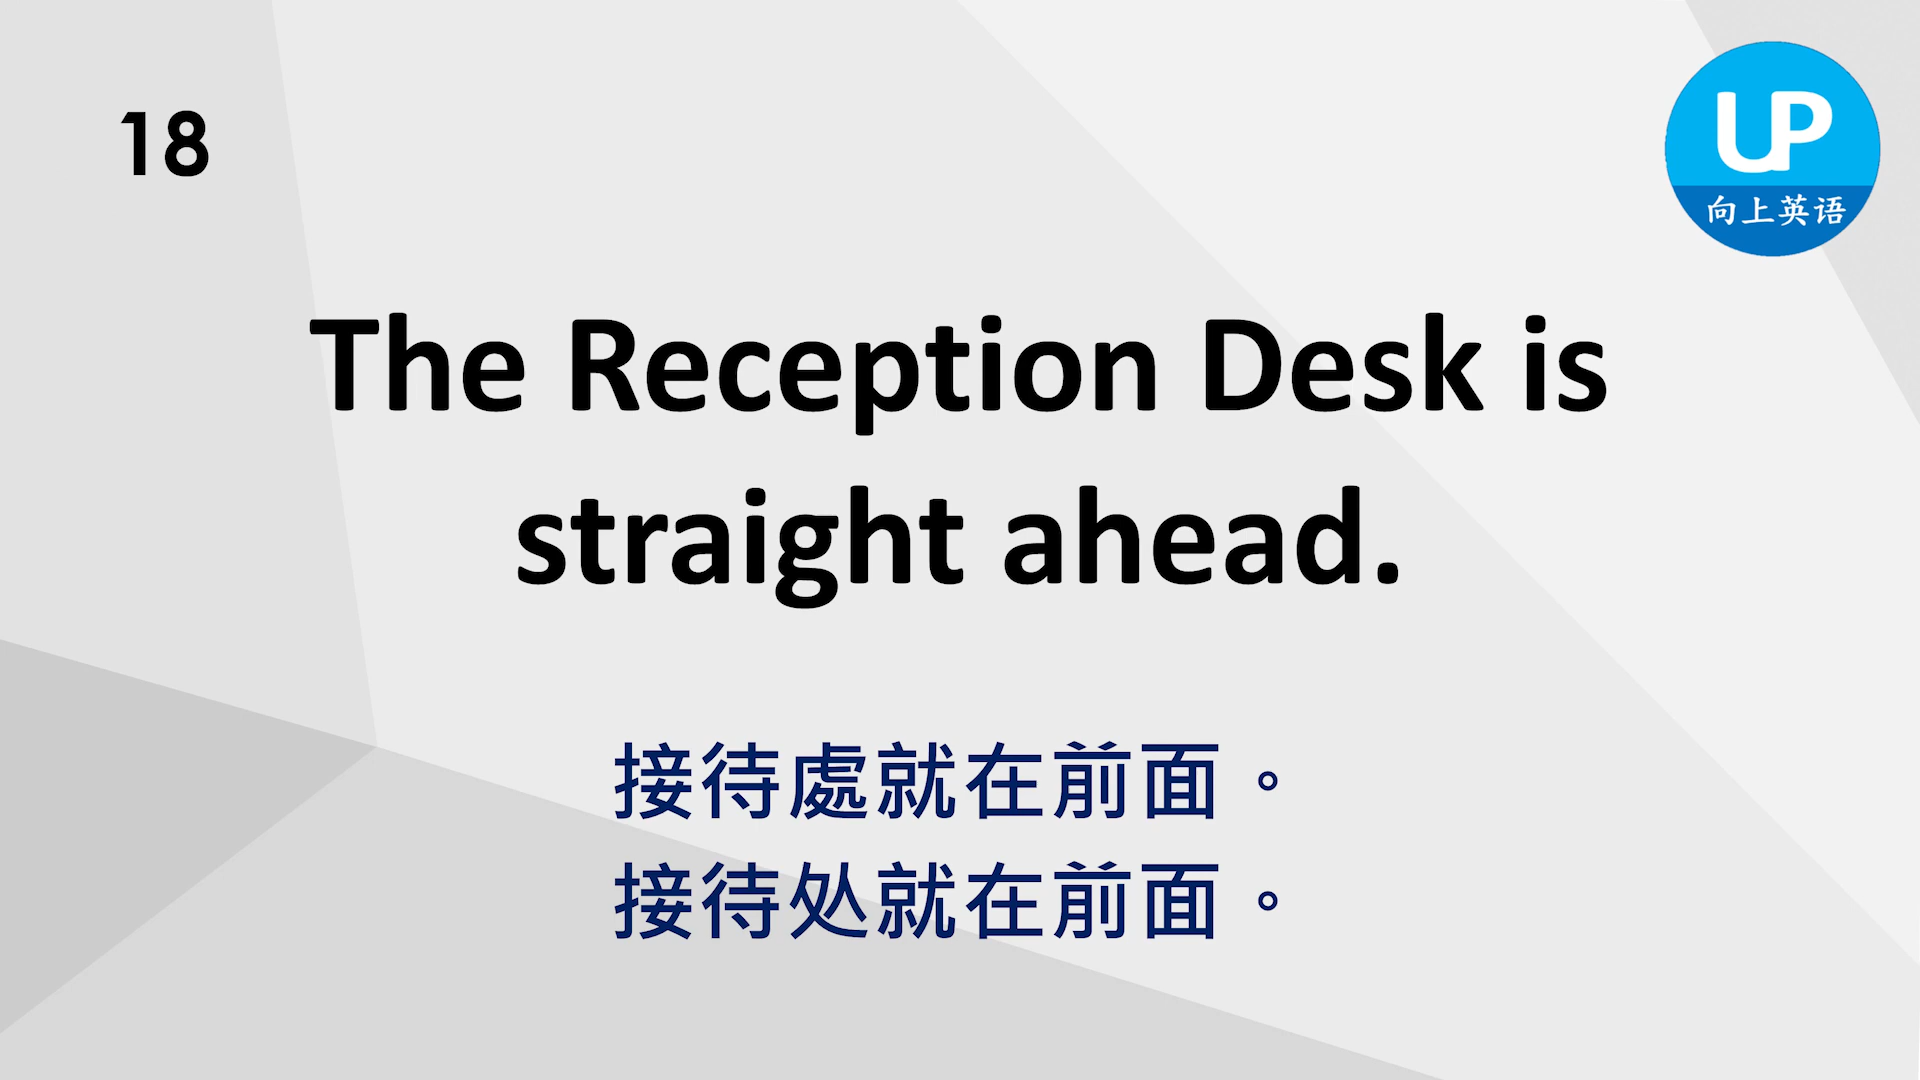 18
UP
向上英语
The Reception Desk is
straight ahead.
接待處就在前面。
接待处就在前面。